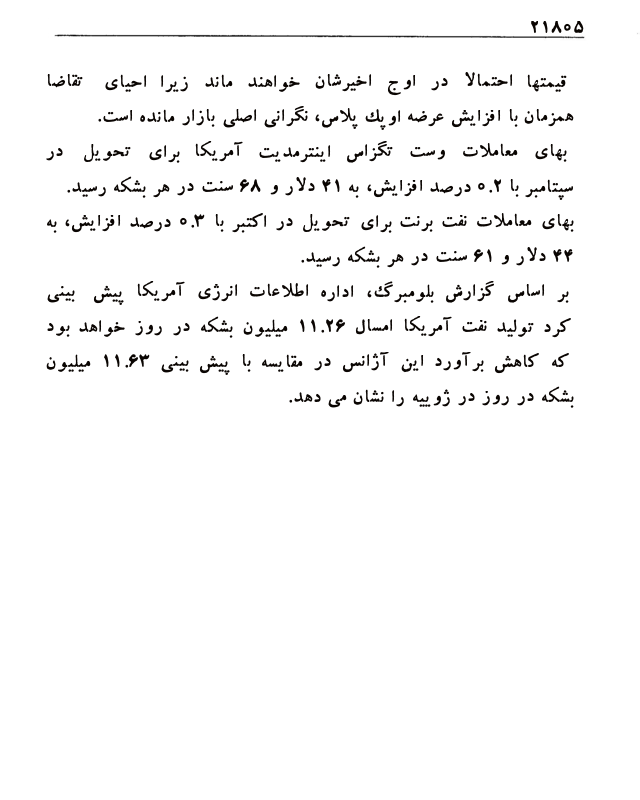 ۲۱۸۰۵
قیمتها احتمالا در اوج اخیرشان خواهند ماند زیرا احیای تقاضا
همزمان با افزایش عرضه اوپك پلاس، نگرانی اصلی بازار مانده است.
بهای معاملات وست تگزاس اینترمدیت آمریکا برای تحویل در
سپتامبر با ۰.۲ درصد افزایش، به ۴۱ دلار و ۶۸ سنت در هر بشکه رسید.
بهای معاملات نفت برنت برای تحویل در اکتبر با ۰.۳ درصد افزایش، به
۴۴ دلار و ۶۱ سنت در هر بشکه رسید.
بر اساس گزارش بلومبرگ، اداره اطلاعات انرژی آمریکا پیش بینی
کرد تولید نفت آمریکا امسال ۱۱.۲۶ میلیون بشکه در روز خواهد بود
که کاهش برآورد این آژانس در مقایسه با پیش بینی ۱۱.۶۳ میلیون
بشکه در روز در ژوییه را نشان می دهد.